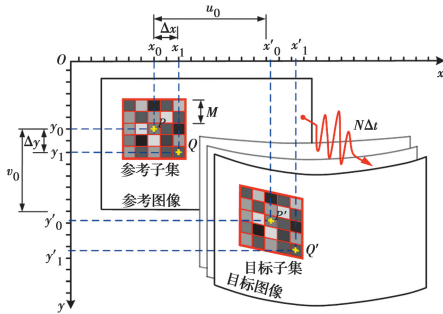 u₀
Δx
x₀ x₁ x'₀ x'₁
O x
M
NΔt
y₀ P
Δy
y₁ Q
v₀
参考子集
参考图像
y'₀ P'
y'₁ Q'
目标子集
目标图像
y